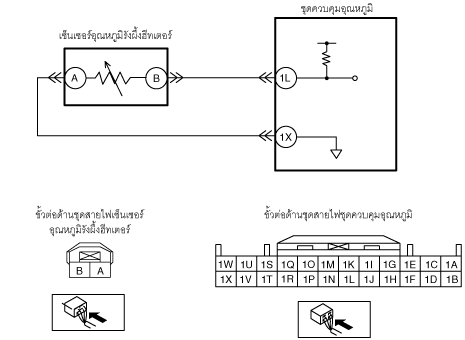 ชุดควบคุมอุณหภูมิ
เซ็นเซอร์อุณหภูมิรังผึ้งฮีทเตอร์
A B 1L
1X
ขั้วต่อด้านชุดสายไฟเซ็นเซอร์
อุณหภูมิรังผึ้งฮีทเตอร์
ขั้วต่อด้านชุดสายไฟชุดควบคุมอุณหภูมิ
B A
1W 1U 1S 1Q 1O 1M 1K 1I 1G 1E 1C 1A
1X 1V 1T 1R 1P 1N 1L 1J 1H 1F 1D 1B